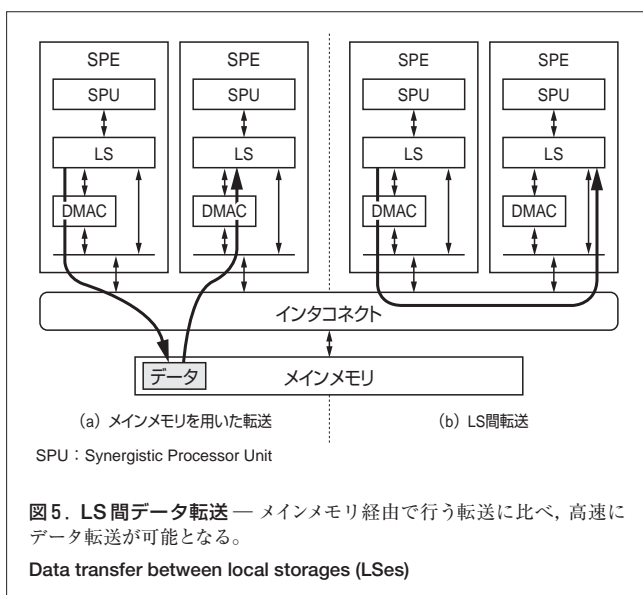 SPE
SPU
LS
DMAC
SPE
SPU
LS
DMAC
SPE
SPU
LS
DMAC
SPE
SPU
LS
DMAC
インタコネクト
データ
メインメモリ
(a) メインメモリを用いた転送
(b) LS間転送
SPU：Synergistic Processor Unit
図5．LS間データ転送 — メインメモリ経由で行う転送に比べ，高速に
データ転送が可能となる。
Data transfer between local storages (LSes)